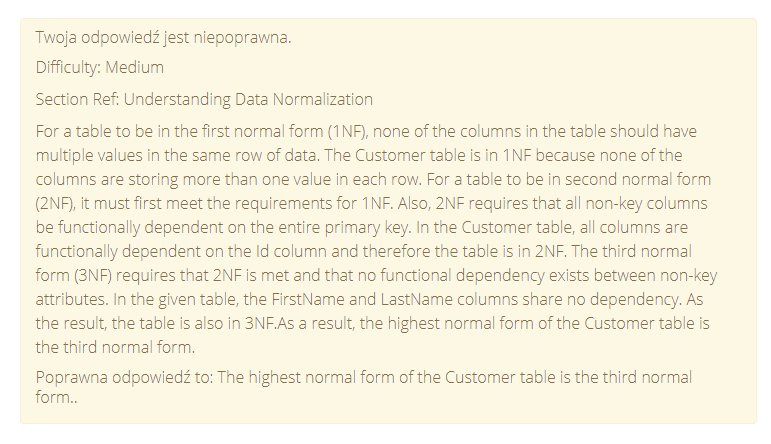 Twoja odpowiedź jest niepoprawna.
Difficulty: Medium
Section Ref: Understanding Data Normalization
For a table to be in the first normal form (1NF), none of the columns in the table should have
multiple values in the same row of data. The Customer table is in 1NF because none of the
columns are storing more than one value in each row. For a table to be in second normal form
(2NF), it must first meet the requirements for 1NF. Also, 2NF requires that all non-key columns
be functionally dependent on the entire primary key. In the Customer table, all columns are
functionally dependent on the Id column and therefore the table is in 2NF. The third normal
form (3NF) requires that 2NF is met and that no functional dependency exists between non-key
attributes. In the given table, the FirstName and LastName columns share no dependency. As
the result, the table is also in 3NF.As a result, the highest normal form of the Customer table is
the third normal form.
Poprawna odpowiedź to: The highest normal form of the Customer table is the third normal
form..